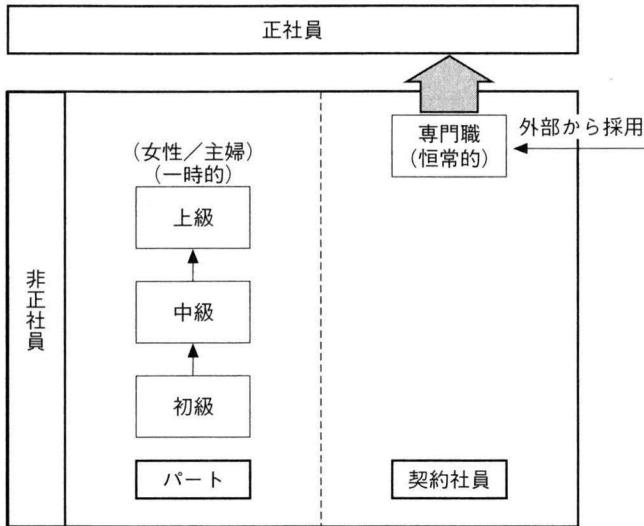 正社員
専門職
(恒常的)
外部から採用
(女性／主婦)
(一時的)
上級
中級
初級
非正社員
パート
契約社員